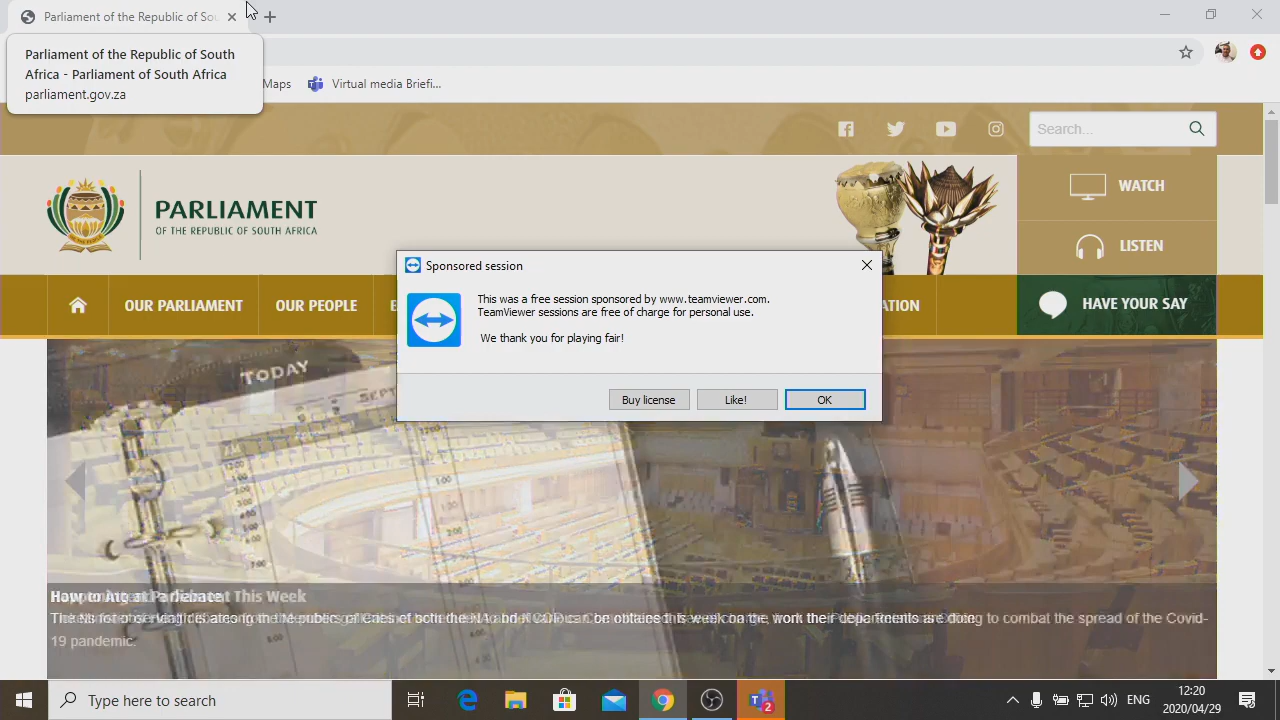 Parliament of the Republic of Sou
Parliament of the Republic of South
Africa - Parliament of South Africa
parliament.gov.za
Maps
Virtual media Briefi...
Search...
WATCH
PARLIAMENT
OF THE REPUBLIC OF SOUTH AFRICA
LISTEN
Sponsored session
This was a free session sponsored by www.teamviewer.com.
TeamViewer sessions are free of charge for personal use.
We thank you for playing fair!
Buy license
Like!
OK
OUR PARLIAMENT
OUR PEOPLE
HAVE YOUR SAY
TODAY
This Week
to combat the spread of the Covid-
19 pandemic.
Type here to search
2
ENG
12:20
2020/04/29